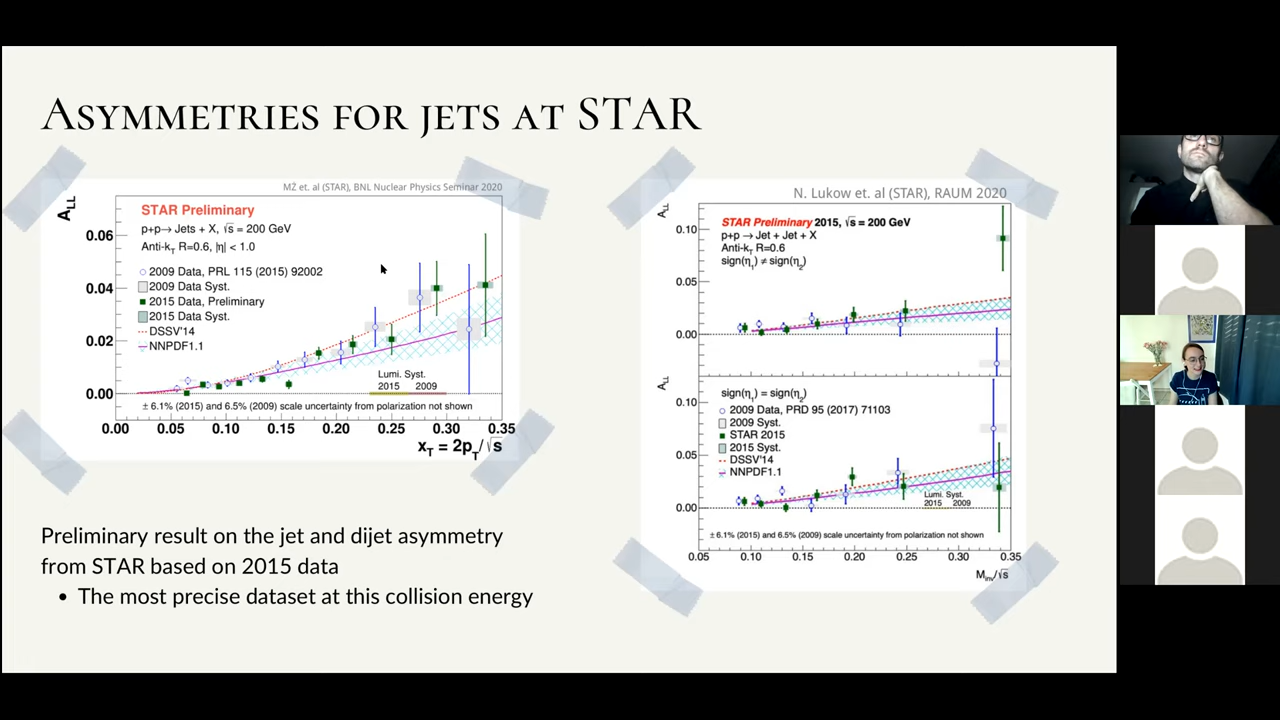 Asymmetries for jets at STAR
MŽ et. al (STAR), BNL Nuclear Physics Seminar 2020
A_LL
STAR Preliminary
p+p→ Jets + X, √s = 200 GeV
Anti-k_T R=0.6, |η| < 1.0
2009 Data, PRL 115 (2015) 92002
2009 Data Syst.
2015 Data, Preliminary
2015 Data Syst.
DSSV'14
NNPDF1.1
0.06
0.04
0.02
0.00
Lumi. Syst.
2015 2009
± 6.1% (2015) and 6.5% (2009) scale uncertainty from polarization not shown
0.00 0.05 0.10 0.15 0.20 0.25 0.30 0.35
x_T = 2p_T/√s
N. Lukow et. al (STAR), RAUM 2020
A_LL
STAR Preliminary 2015, √s = 200 GeV
p+p → Jet + Jet + X
Anti-k_T R=0.6
sign(η_1) ≠ sign(η_2)
0.10
0.05
0.00
A_LL
sign(η_1) = sign(η_2)
2009 Data, PRD 95 (2017) 71103
2009 Syst.
STAR 2015
2015 Syst.
DSSV'14
NNPDF1.1
0.10
0.05
0.00
Lumi. Syst.
2015 2009
± 6.1% (2015) and 6.5% (2009) scale uncertainty from polarization not shown
0.05 0.10 0.15 0.20 0.25 0.30 0.35
M_inv/√s
Preliminary result on the jet and dijet asymmetry
from STAR based on 2015 data
• The most precise dataset at this collision energy